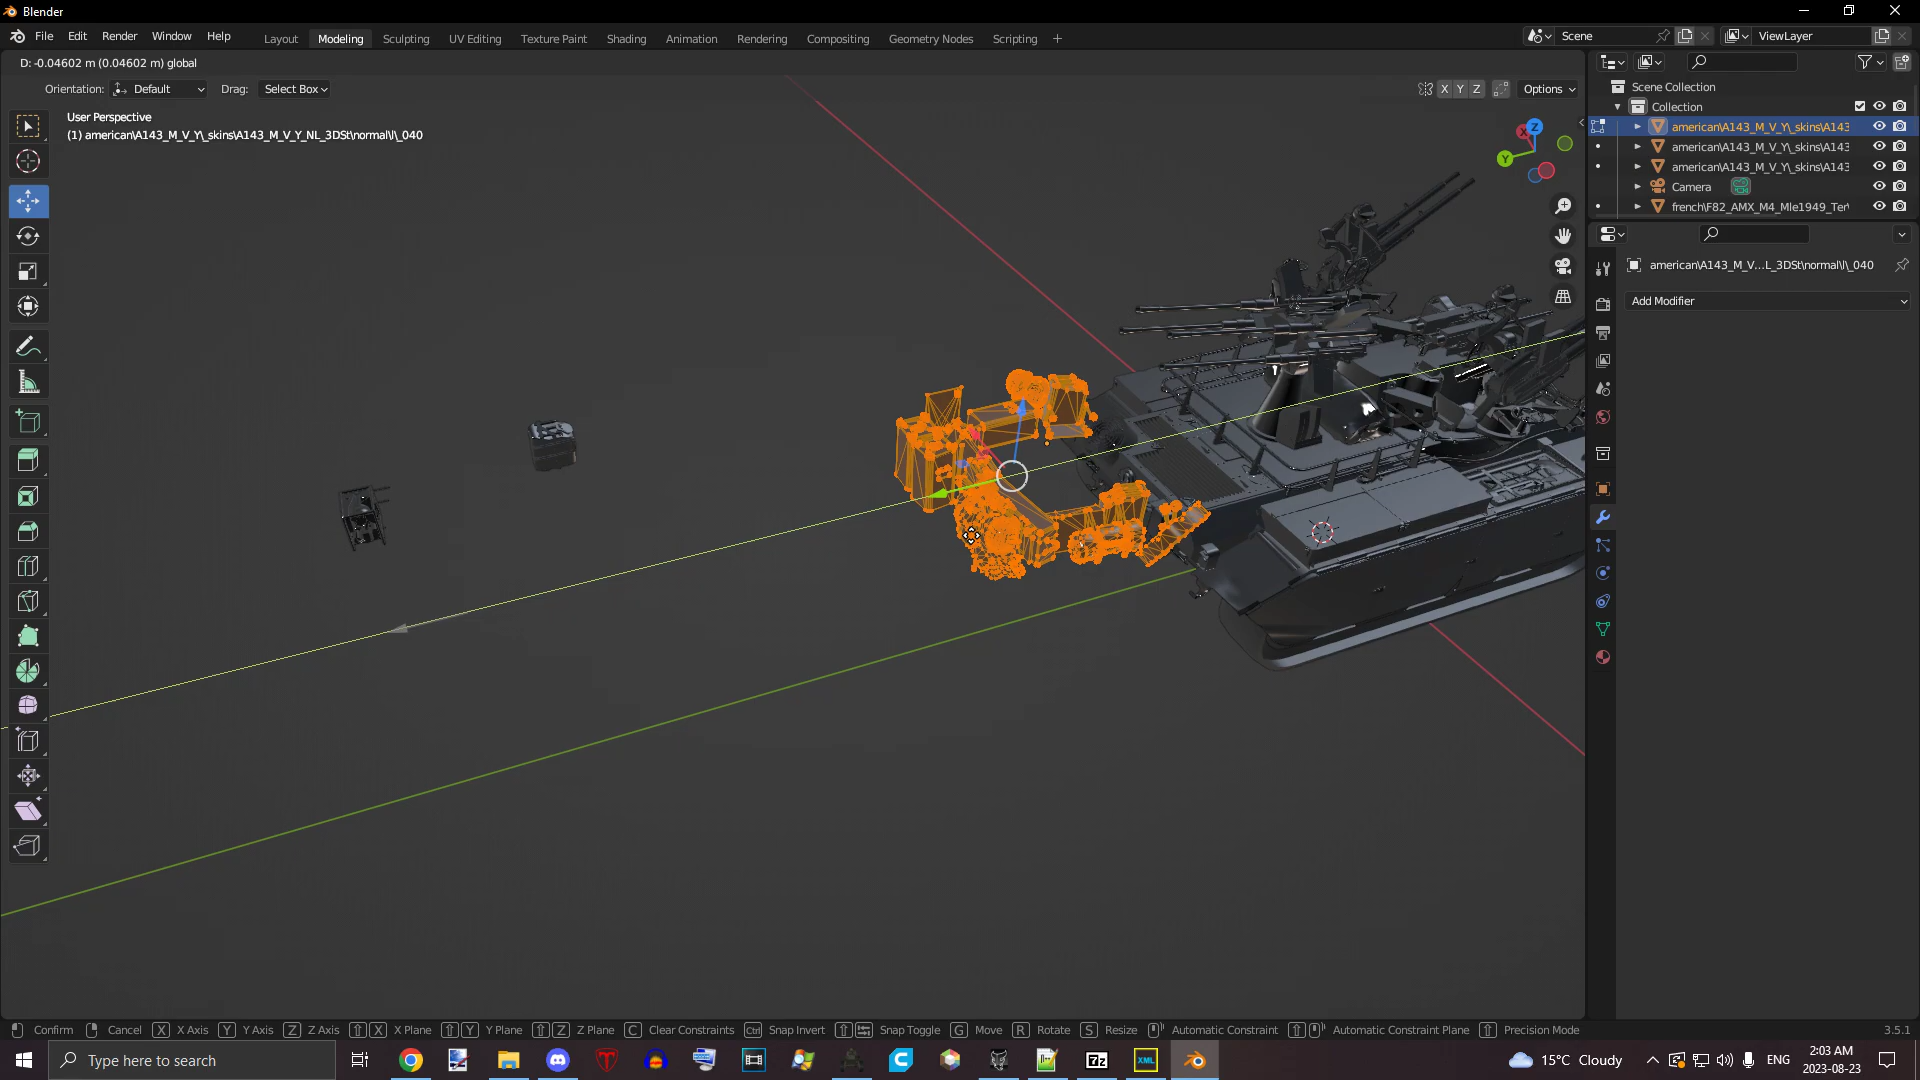 Blender
File Edit Render Window Help
Layout Modeling Sculpting UV Editing Texture Paint Shading Animation Rendering Compositing Geometry Nodes Scripting +
Scene
ViewLayer
D: -0.04602 m (0.04602 m) global
Orientation: Default Drag: Select Box
X Y Z Options
User Perspective
(1) american\A143_M_V_Y\_skins\A143_M_V_Y_NL_3DSt\normal\l\_040
Z
X
Y
Scene Collection
Collection
american\A143_M_V_Y\_skins\A143
american\A143_M_V_Y\_skins\A143
american\A143_M_V_Y\_skins\A143
Camera
french\F82_AMX_M4_Mle1949_Ter\
american\A143_M_V...L_3DSt\normal\l\_040
Add Modifier
Confirm Cancel X X Axis Y Y Axis Z Z Axis X X Plane Y Y Plane Z Z Plane C Clear Constraints Ctrl Snap Invert Snap Toggle G Move R Rotate S Resize Automatic Constraint Automatic Constraint Plane Precision Mode 3.5.1
Type here to search
7z
XML
15°C Cloudy
ENG
2:03 AM
2023-08-23